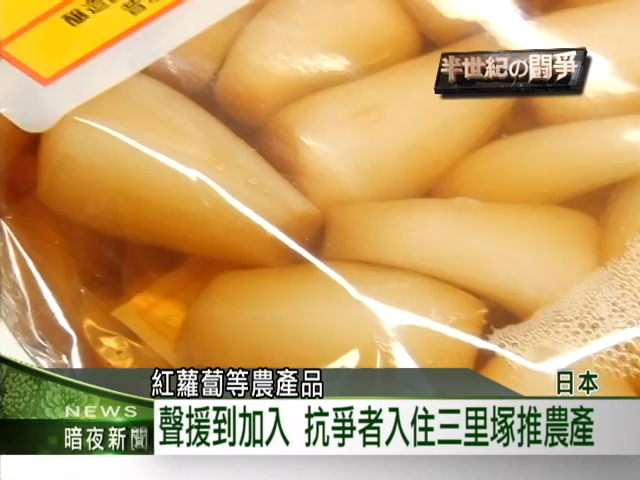 半世紀の闘爭
紅蘿蔔等農產品
日本
NEWS
暗夜新聞
聲援到加入 抗爭者入住三里塚推農產